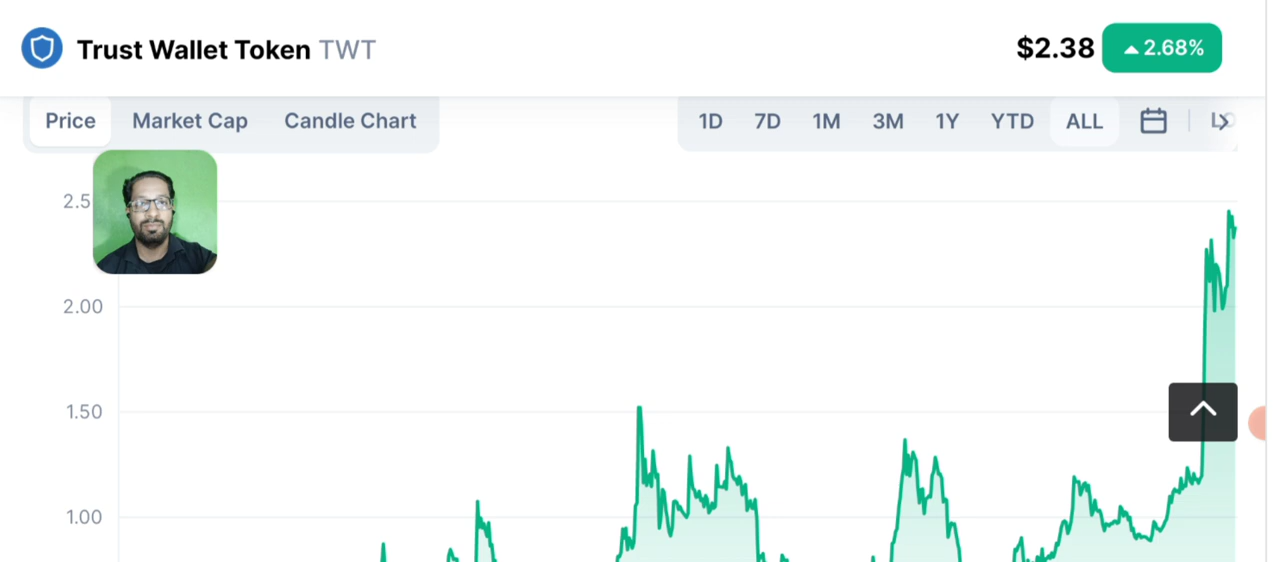 Trust Wallet Token TWT $2.38 2.68%
Price Market Cap Candle Chart 1D 7D 1M 3M 1Y YTD ALL
2.5
2.00
1.50
1.00